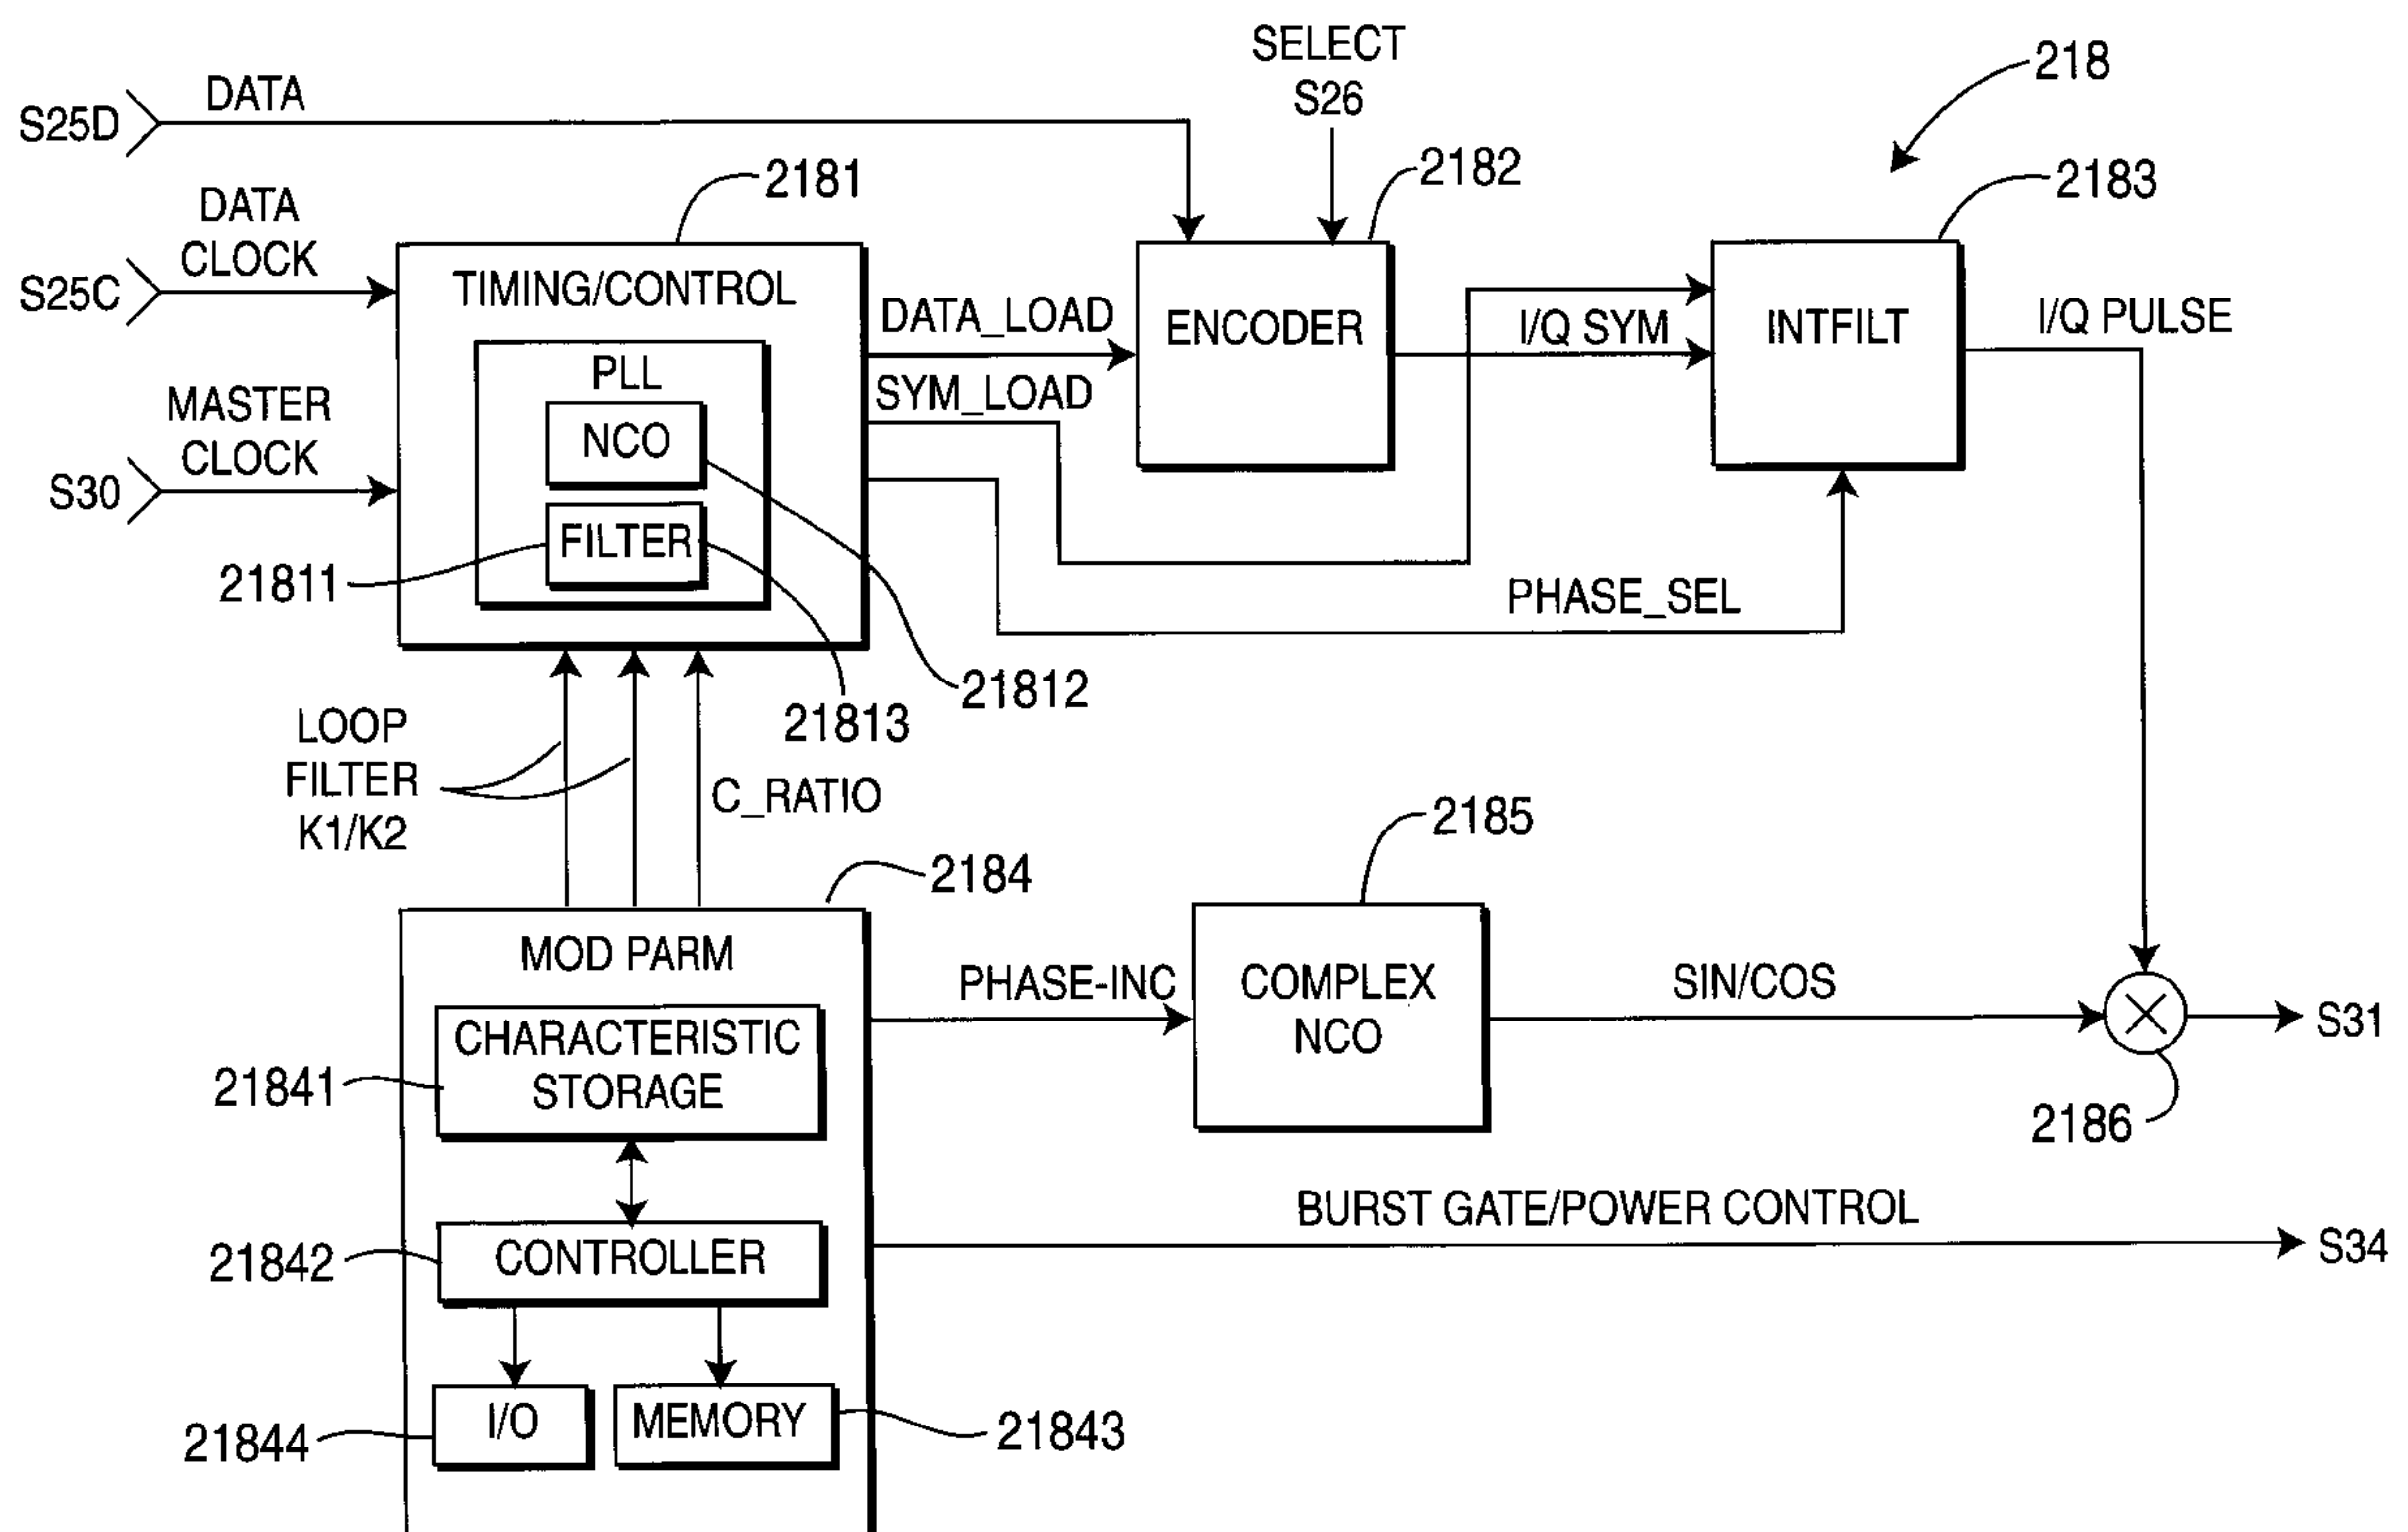 SELECT
S26
218
S25D
DATA
2181
2182
2183
DATA
CLOCK
S25C
TIMING/CONTROL
DATA_LOAD
ENCODER
I/Q SYM
INTFILT
I/Q PULSE
PLL
SYM_LOAD
MASTER
CLOCK
NCO
S30
FILTER
21811
PHASE_SEL
21812
21813
LOOP
FILTER
K1/K2
C_RATIO
2185
2184
MOD PARM
PHASE-INC
COMPLEX
NCO
SIN/COS
S31
CHARACTERISTIC
STORAGE
21841
2186
BURST GATE/POWER CONTROL
S34
21842
CONTROLLER
I/O
MEMORY
21844
21843